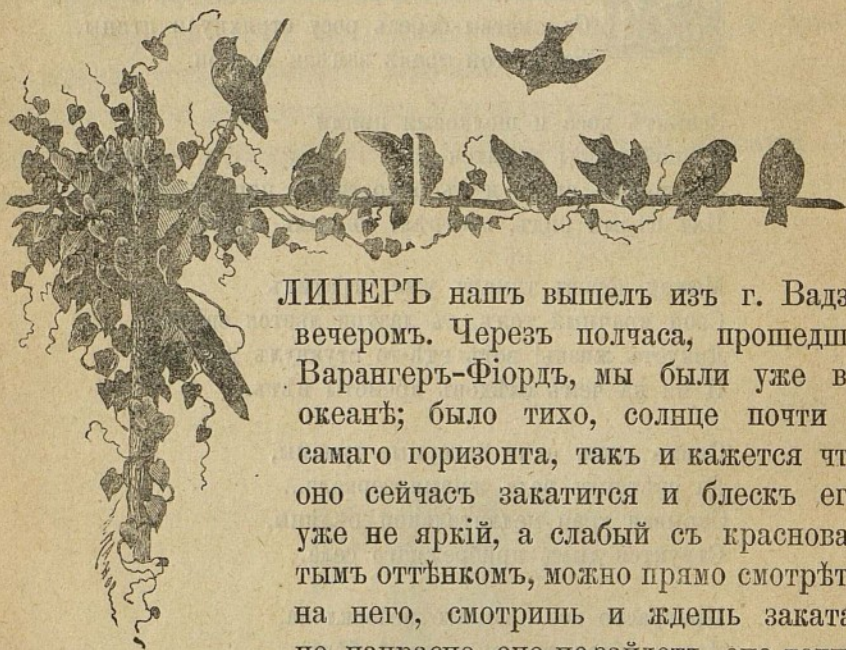 ЛИПЕРЪ нашъ вышелъ изъ г. Вадз
вечеромъ. Черезъ полчаса, прошедш
Варангеръ-Фіордъ, мы были уже в
океанѣ; было тихо, солнце почти
самаго горизонта, такъ и кажется чт
оно сейчасъ закатится и блескъ ег
уже не яркій, а слабый съ краснова
тымъ оттѣнкомъ, можно прямо смотрѣт
на него, смотришь и ждешь заката